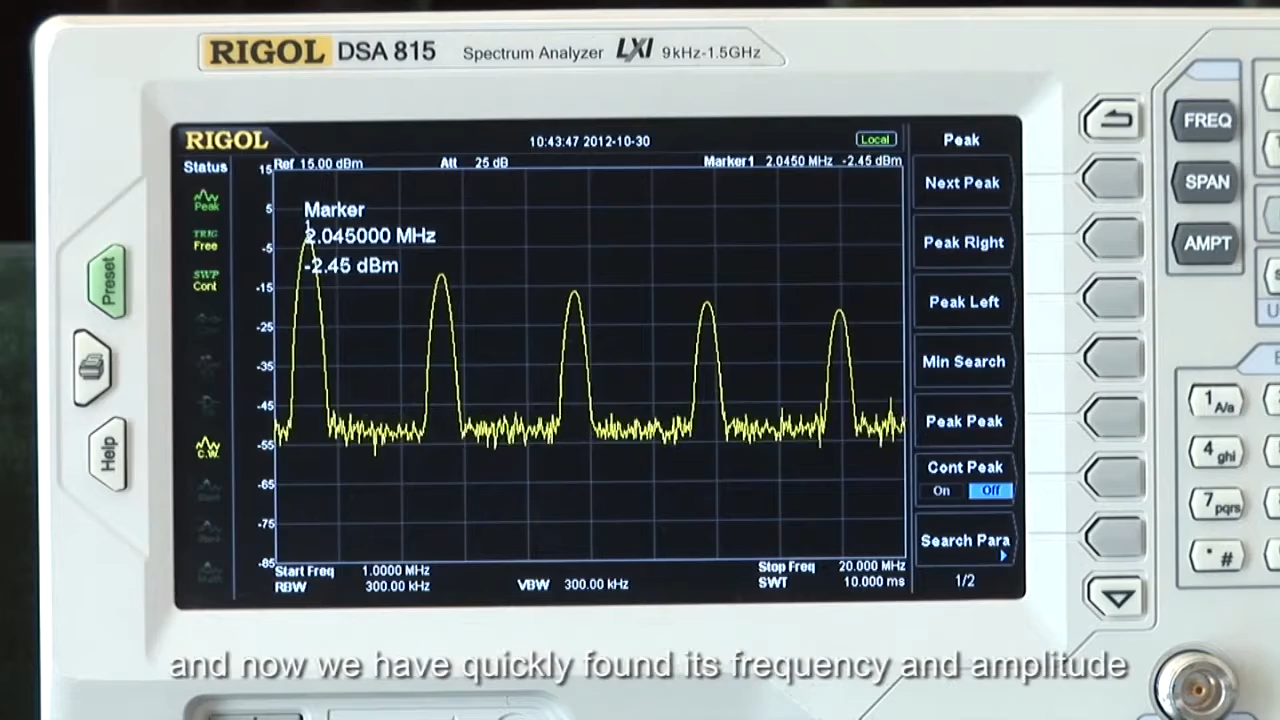 RIGOL DSA 815 Spectrum Analyzer LXI 9kHz-1.5GHz
RIGOL
10:43:47 2012-10-30
Local
Status
Ref 15.00 dBm
Att 25 dB
Marker1 2.0450 MHz -2.45 dBm
Peak
TRIG
Free
SWP
Cont
C.W.
15
5
-5
-15
-25
-35
-45
-55
-65
-75
-85
Marker
1
2.045000 MHz
-2.45 dBm
Start Freq 1.0000 MHz
RBW 300.00 kHz
VBW 300.00 kHz
Stop Freq 20.000 MHz
SWT 10.000 ms
Peak
Next Peak
Peak Right
Peak Left
Min Search
Peak Peak
Cont Peak
On Off
Search Para
1/2
Preset
Help
FREQ
SPAN
AMPT
1 A/a
4 ghi
7 pqrs
. #
and now we have quickly found its frequency and amplitude